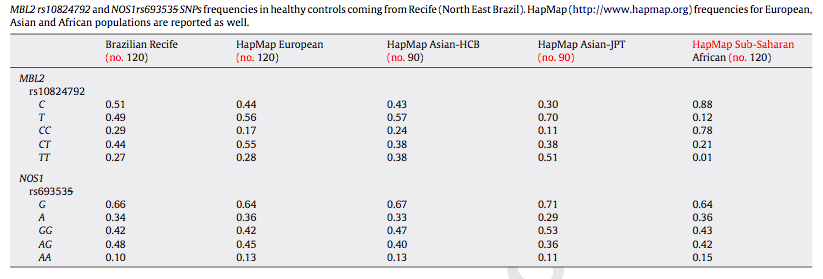 MBL2 rs10824792 and NOS1rs693535 SNPs frequencies in healthy controls coming from Recife (North East Brazil). HapMap (http://www.hapmap.org) frequencies for European,
Asian and African populations are reported as well.
Brazilian Recife HapMap European HapMap Asian-HCB HapMap Asian-JPT HapMap Sub-Saharan
(no. 120) (no. 120) (no. 90) (no. 90) African (no. 120)
MBL2
rs10824792
C 0.51 0.44 0.43 0.30 0.88
T 0.49 0.56 0.57 0.70 0.12
CC 0.29 0.17 0.24 0.11 0.78
CT 0.44 0.55 0.38 0.38 0.21
TT 0.27 0.28 0.38 0.51 0.01
NOS1
rs693535
G 0.66 0.64 0.67 0.71 0.64
A 0.34 0.36 0.33 0.29 0.36
GG 0.42 0.42 0.47 0.53 0.43
AG 0.48 0.45 0.40 0.36 0.42
AA 0.10 0.13 0.13 0.11 0.15